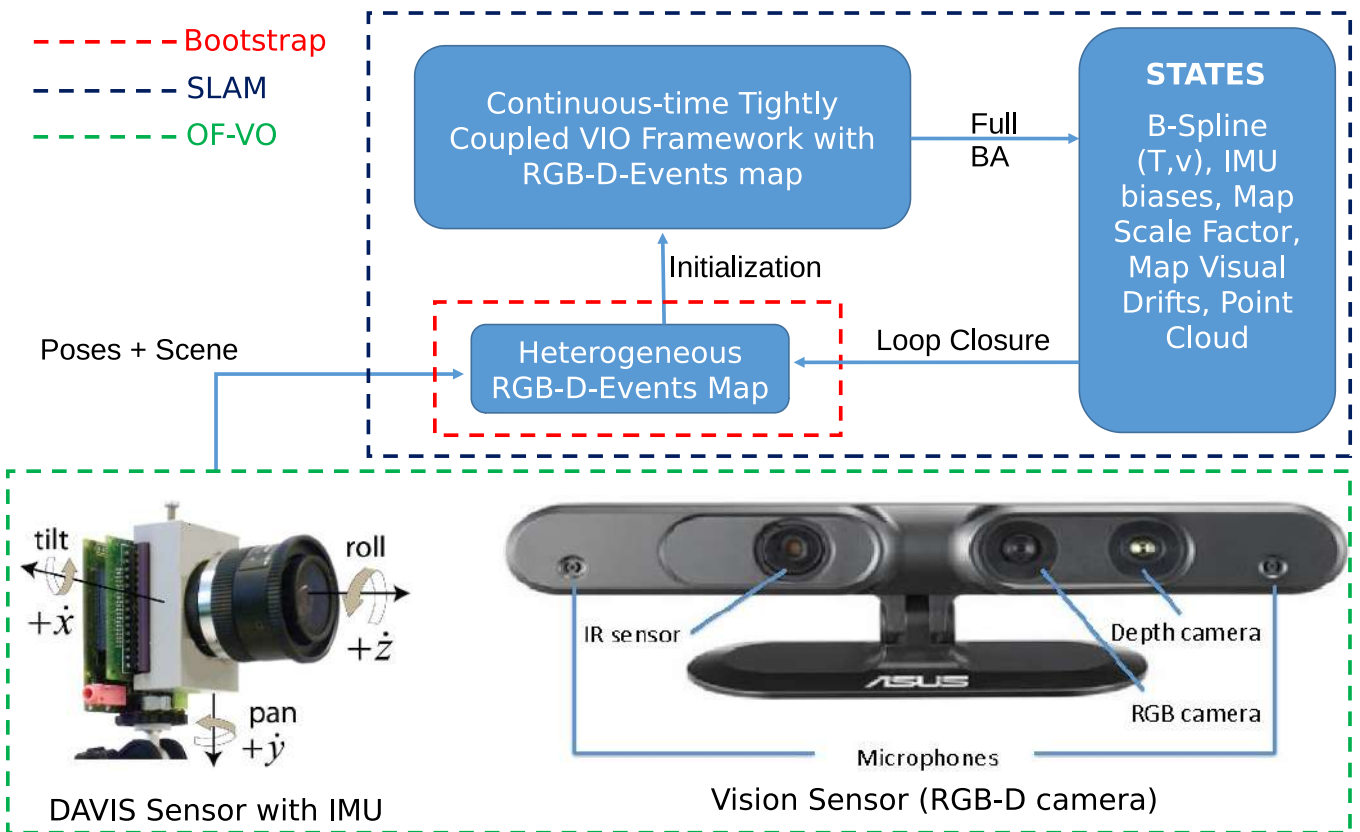 Bootstrap
SLAM
OF-VO
Continuous-time Tightly
Coupled VIO Framework with
RGB-D-Events map
Full
BA
STATES
B-Spline
(T,v), IMU
biases, Map
Scale Factor,
Map Visual
Drifts, Point
Cloud
Initialization
Poses + Scene
Heterogeneous
RGB-D-Events Map
Loop Closure
tilt
+ẋ
roll
+ż
pan
+ẏ
DAVIS Sensor with IMU
IR sensor
Depth camera
ASUS
RGB camera
Microphones
Vision Sensor (RGB-D camera)